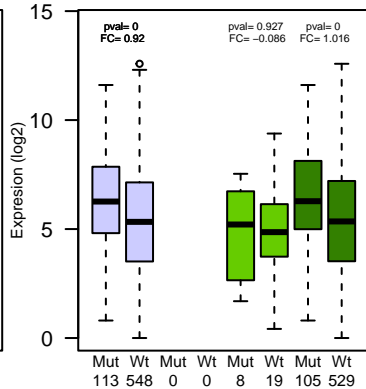 15
pval= 0 pval= 0.927 pval= 0
FC= 0.92 FC= −0.086 FC= 1.016
10
Expresion (log2)
5
0
Mut Wt Mut Wt Mut Wt Mut Wt
113 548 0 0 8 19 105 529